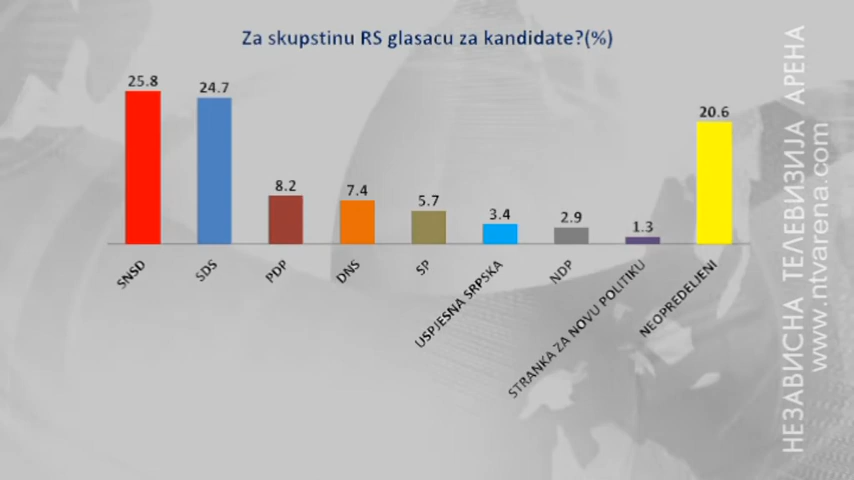 Za skupstinu RS glasacu za kandidate?(%)
25.8
24.7
8.2
7.4
5.7
3.4
2.9
1.3
20.6
SNSD
SDS
PDP
DNS
SP
USPJESNA SRPSKA
NDP
STRANKA ZA NOVU POLITIKU
NEOPREDELJENI
НЕЗАВИСНА ТЕЛЕВИЗИЈА АРЕНА
www.ntvarena.com